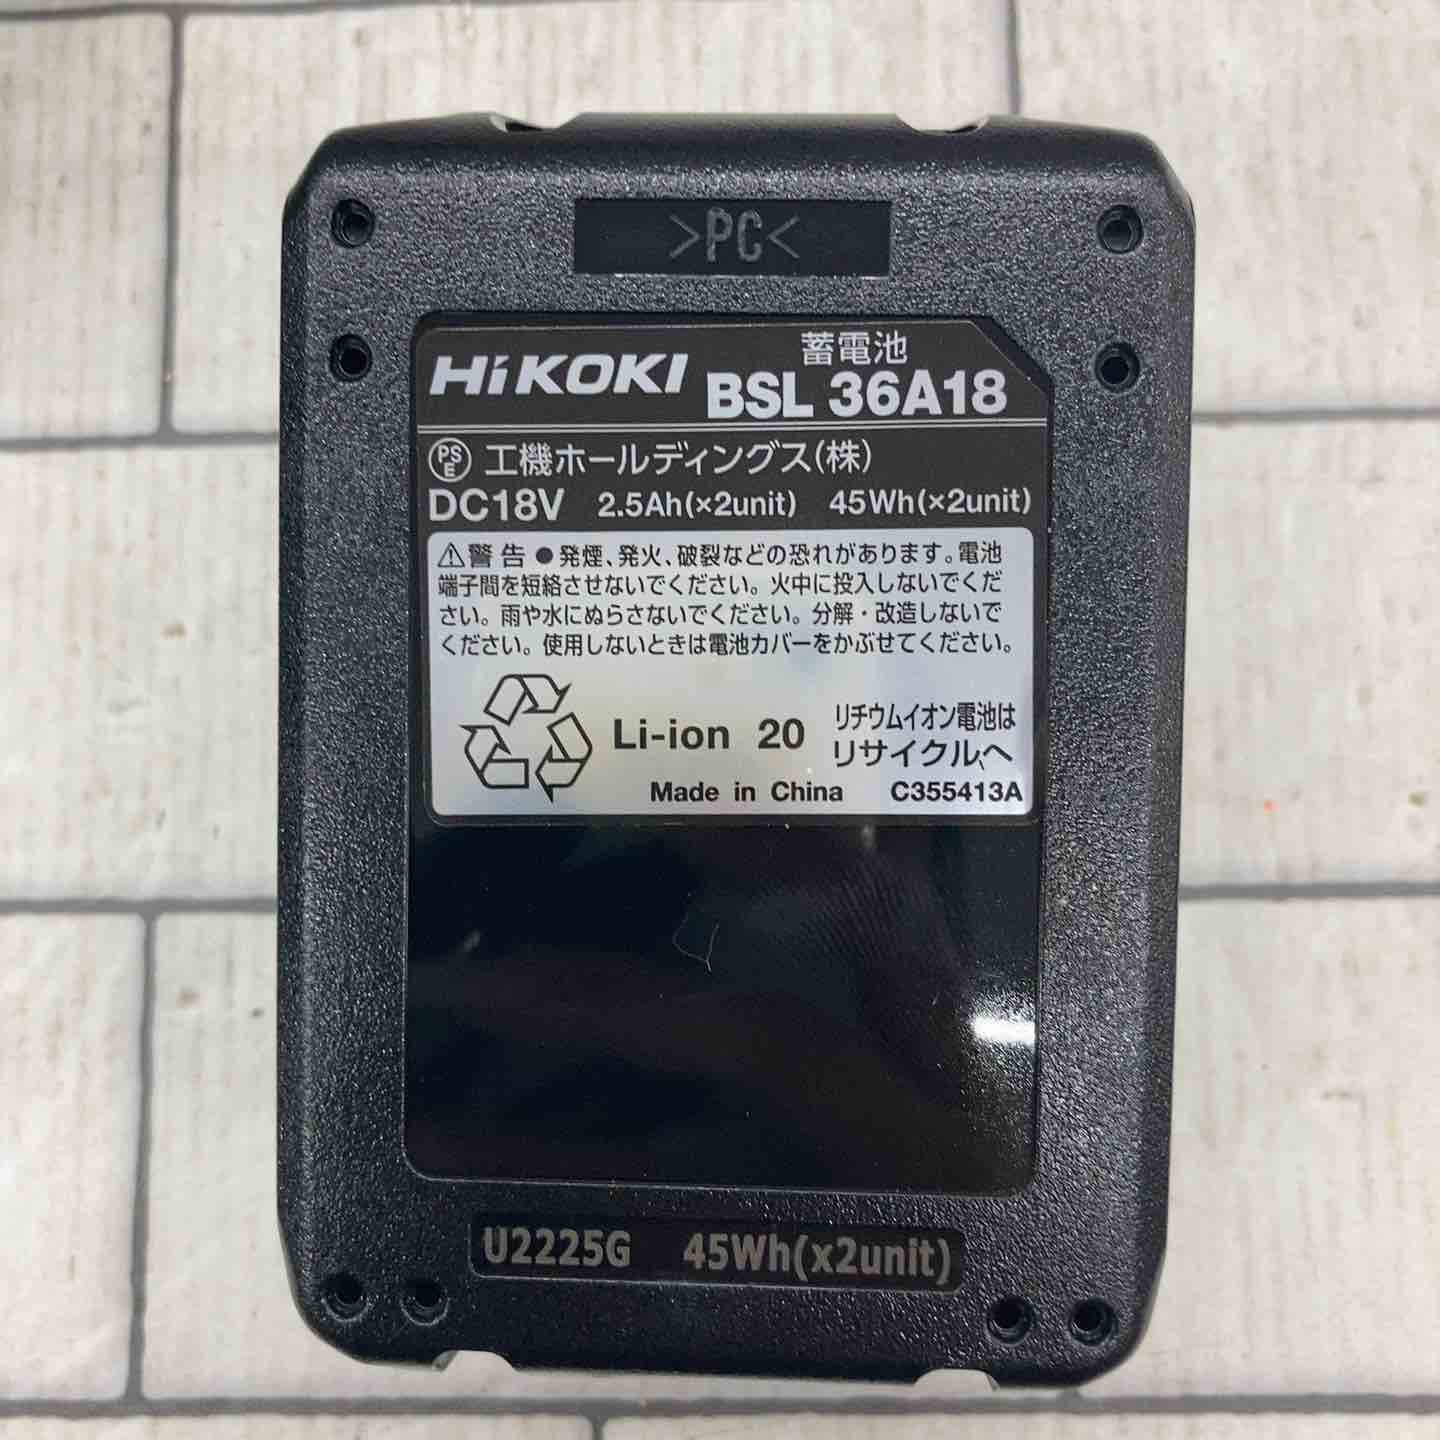 >PC<
HiKOKI 蓄電池
BSL 36A18
PSE 工機ホールディングス(株)
DC18V 2.5Ah(×2unit) 45Wh(×2unit)
⚠警告 ●発煙、発火、破裂などの恐れがあります。電池
端子間を短絡させないでください。火中に投入しないでくだ
さい。雨や水にぬらさないでください。分解・改造しないで
ください。使用しないときは電池カバーをかぶせてください。
Li-ion 20 リチウムイオン電池は
リサイクルへ
Made in China C355413A
U2225G 45Wh(x2unit)